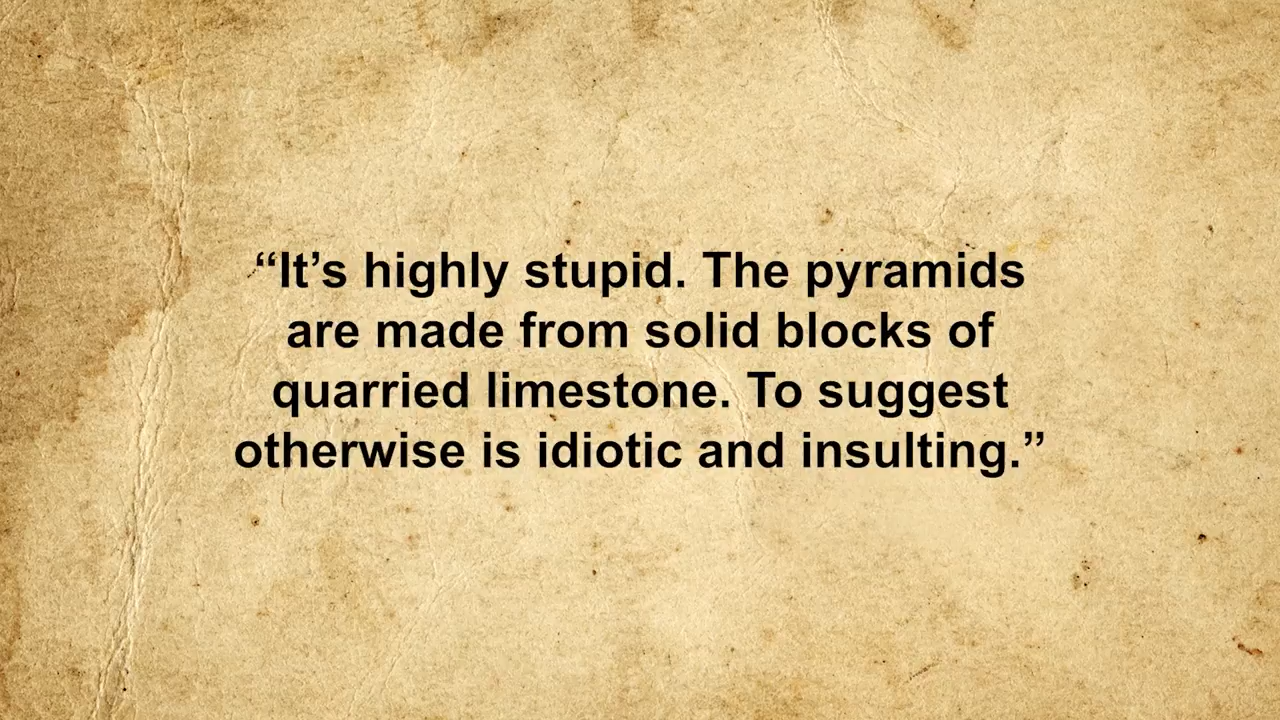 “It’s highly stupid. The pyramids
are made from solid blocks of
quarried limestone. To suggest
otherwise is idiotic and insulting.”